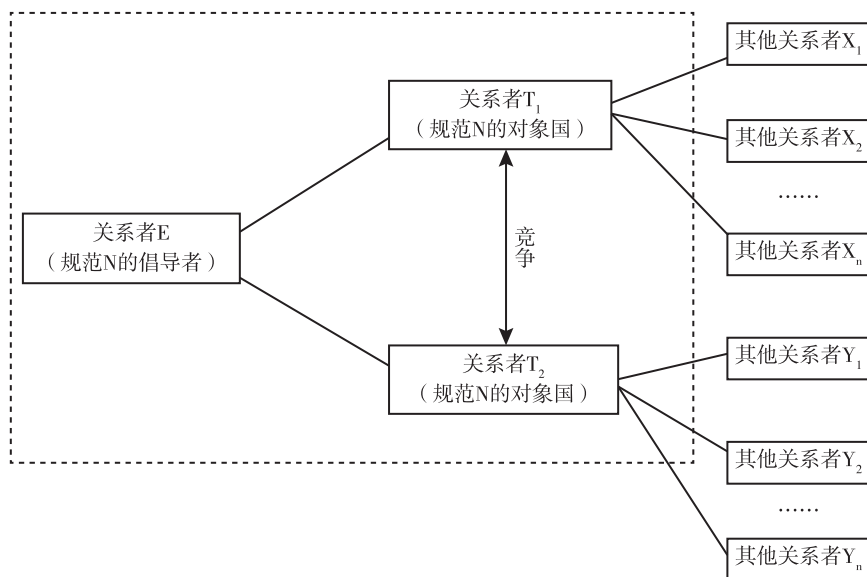 其他关系者X₁
关系者T₁
（规范N的对象国）
其他关系者X₂
……
关系者E
（规范N的倡导者）
竞争
其他关系者Xₙ
关系者T₂
（规范N的对象国）
其他关系者Y₁
其他关系者Y₂
……
其他关系者Yₙ